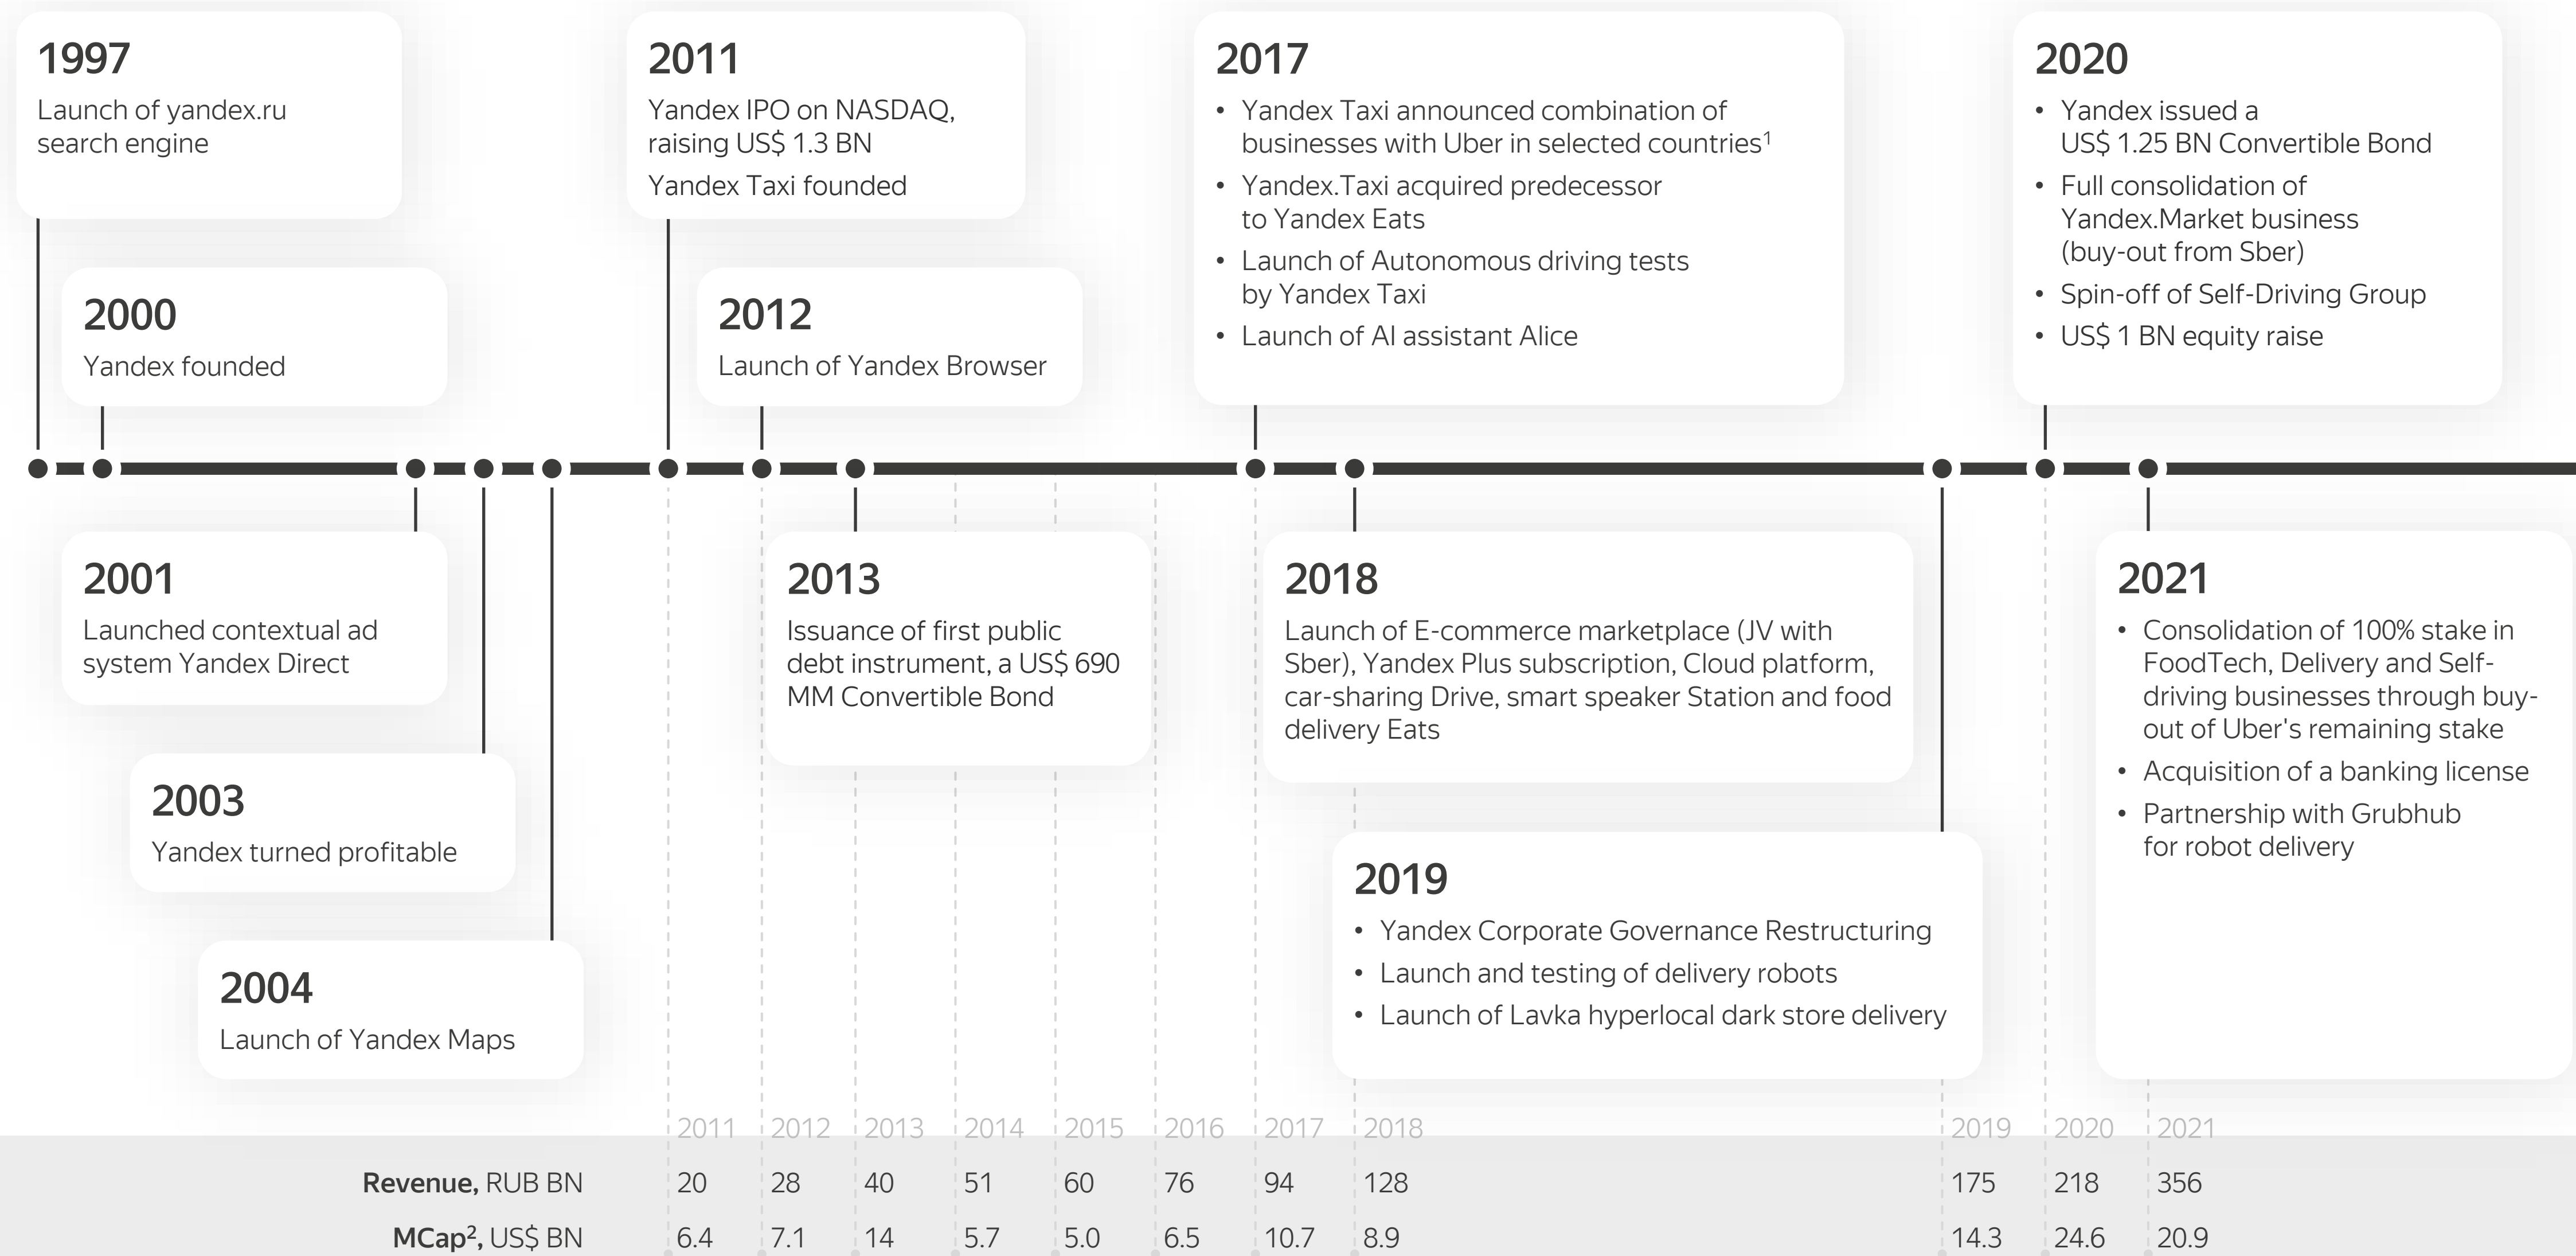 1997
Launch of yandex.ru
search engine
2000
Yandex founded
2001
Launched contextual ad
system Yandex Direct
2003
Yandex turned profitable
2004
Launch of Yandex Maps
2011
Yandex IPO on NASDAQ,
raising US$ 1.3 BN
Yandex Taxi founded
2012
Launch of Yandex Browser
2013
Issuance of first public
debt instrument, a US$ 690
MM Convertible Bond
2017
• Yandex Taxi announced combination of
businesses with Uber in selected countries¹
• Yandex.Taxi acquired predecessor
to Yandex Eats
• Launch of Autonomous driving tests
by Yandex Taxi
• Launch of AI assistant Alice
2018
Launch of E-commerce marketplace (JV with
Sber), Yandex Plus subscription, Cloud platform,
car-sharing Drive, smart speaker Station and food
delivery Eats
2019
• Yandex Corporate Governance Restructuring
• Launch and testing of delivery robots
• Launch of Lavka hyperlocal dark store delivery
2020
• Yandex issued a
US$ 1.25 BN Convertible Bond
• Full consolidation of
Yandex.Market business
(buy-out from Sber)
• Spin-off of Self-Driving Group
• US$ 1 BN equity raise
2021
• Consolidation of 100% stake in
FoodTech, Delivery and Self-
driving businesses through buy-
out of Uber's remaining stake
• Acquisition of a banking license
• Partnership with Grubhub
for robot delivery
2011 2012 2013 2014 2015 2016 2017 2018 2019 2020 2021
Revenue, RUB BN 20 28 40 51 60 76 94 128 175 218 356
MCap², US$ BN 6.4 7.1 14 5.7 5.0 6.5 10.7 8.9 14.3 24.6 20.9